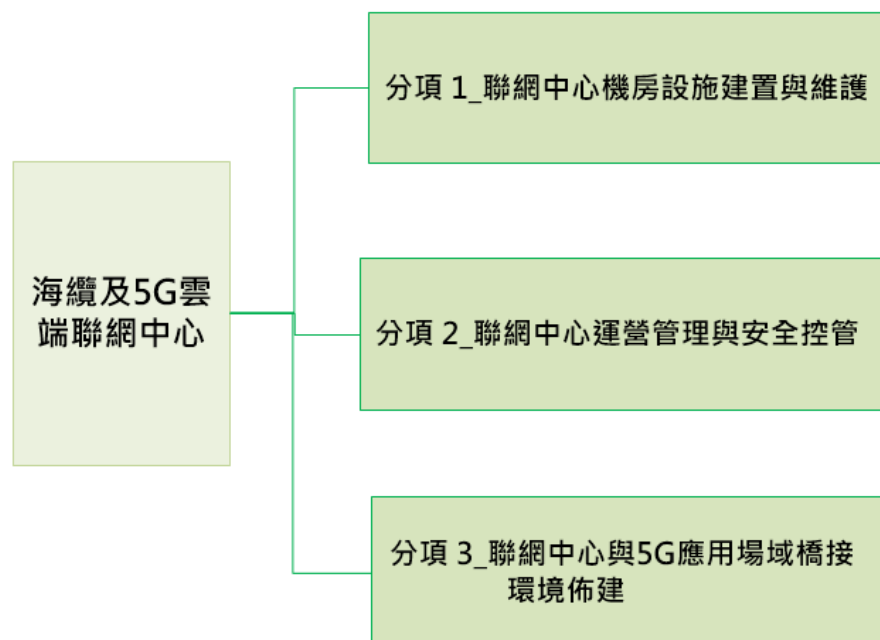 海纜及5G雲
端聯網中心
分項 1_聯網中心機房設施建置與維護
分項 2_聯網中心運營管理與安全控管
分項 3_聯網中心與5G應用場域橋接
環境佈建